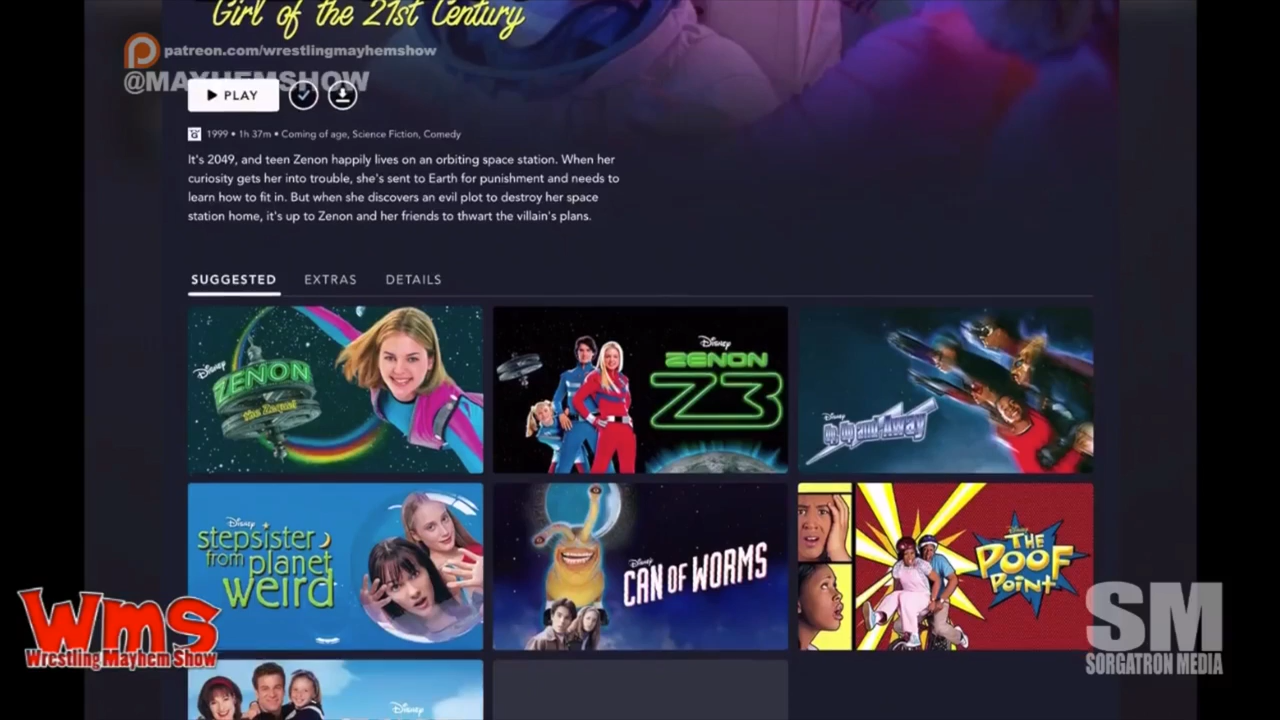 Girl of the 21st Century
patreon.com/wrestlingmayhemshow
@MAYHEMSHOW
PLAY
1999 • 1h 37m • Coming of age, Science Fiction, Comedy
It's 2049, and teen Zenon happily lives on an orbiting space station. When her
curiosity gets her into trouble, she's sent to Earth for punishment and needs to
learn how to fit in. But when she discovers an evil plot to destroy her space
station home, it's up to Zenon and her friends to thwart the villain's plans.
SUGGESTED EXTRAS DETAILS
Disney
ZENON
the Zequel
Disney
ZENON
Z3
Disney
Up, Up and Away
Disney
stepsister
from planet
weird
Disney
CAN OF WORMS
Disney
THE
POOF
POINT
Wms
Wrestling Mayhem Show
SM
SORGATRON MEDIA
Disney